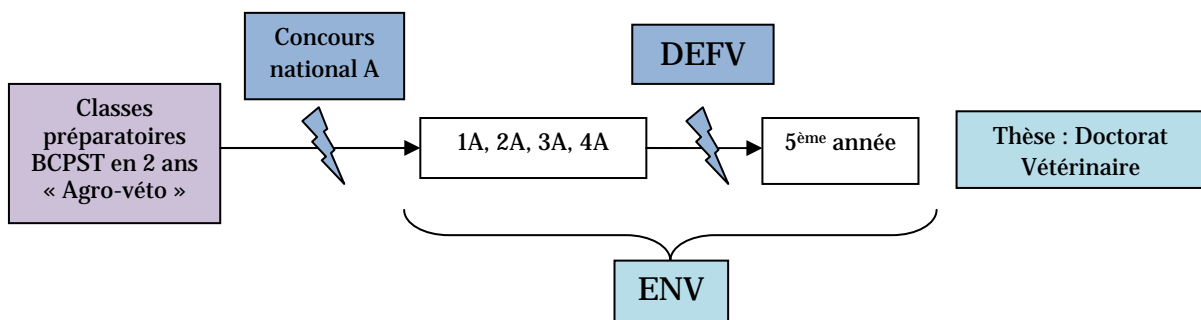 Classes
préparatoires
BCPST en 2 ans
« Agro-véto »
Concours
national A
1A, 2A, 3A, 4A
DEFV
5ème année
Thèse : Doctorat
Vétérinaire
ENV